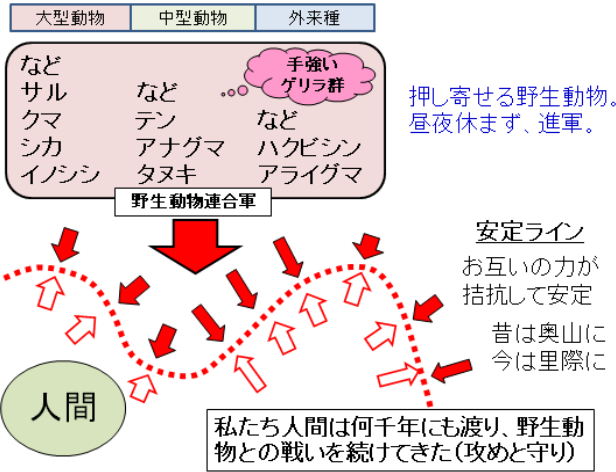 大型動物
中型動物
外来種
など
サル
クマ
シカ
イノシシ
など
テン
アナグマ
タヌキ
手強い
ゲリラ群
など
ハクビシン
アライグマ
野生動物連合軍
押し寄せる野生動物。
昼夜休まず、進軍。
安定ライン
お互いの力が
拮抗して安定
昔は奥山に
今は里際に
人間
私たち人間は何千年にも渡り、野生動
物との戦いを続けてきた(攻めと守り)